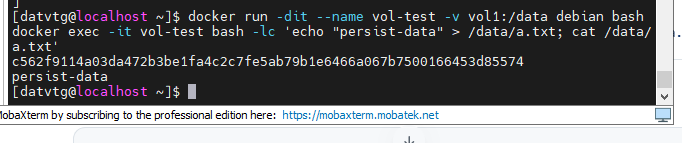 ]
[datvtg@localhost ~]$ docker run -dit --name vol-test -v vol1:/data debian bash
docker exec -it vol-test bash -lc 'echo "persist-data" > /data/a.txt; cat /data/
a.txt'
c562f9114a03da472b3be1fa4c2c7fe5ab79b1e6466a067b7500166453d85574
persist-data
[datvtg@localhost ~]$
MobaXterm by subscribing to the professional edition here: https://mobaxterm.mobatek.net